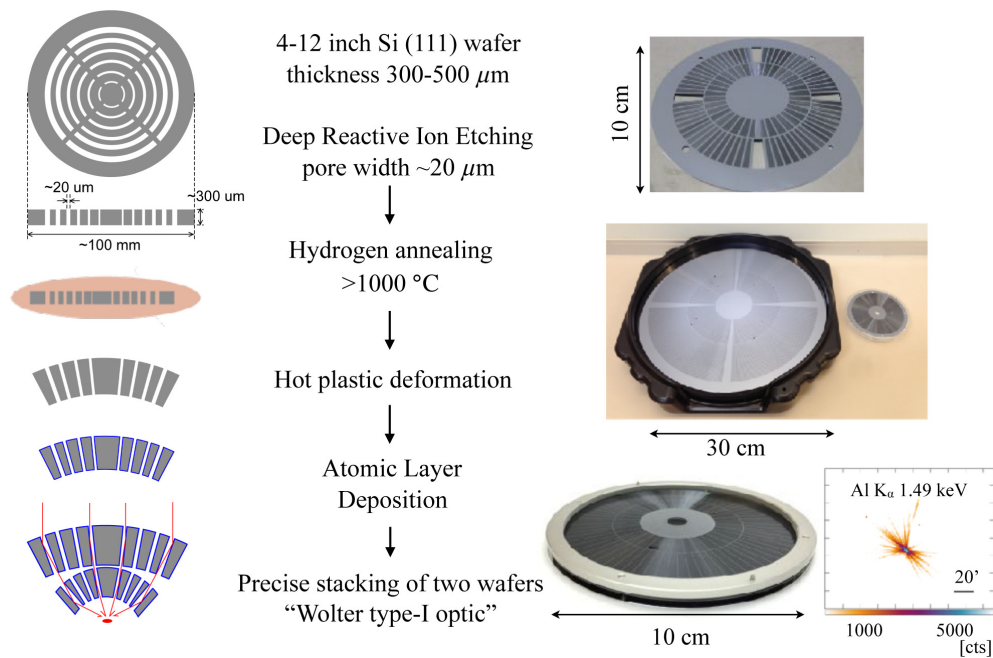 4-12 inch Si (111) wafer
thickness 300-500 μm
Deep Reactive Ion Etching
pore width ~20 μm
~20 um
~300 um
~100 mm
Hydrogen annealing
>1000 °C
Hot plastic deformation
Atomic Layer
Deposition
Precise stacking of two wafers
“Wolter type-I optic”
10 cm
30 cm
10 cm
Al Kα 1.49 keV
20’
1000
5000
[cts]